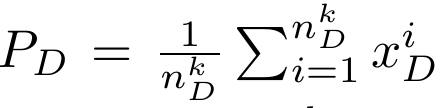 P_D = \frac{1}{n_D^k} \sum_{i=1}^{n_D^k} x_D^i